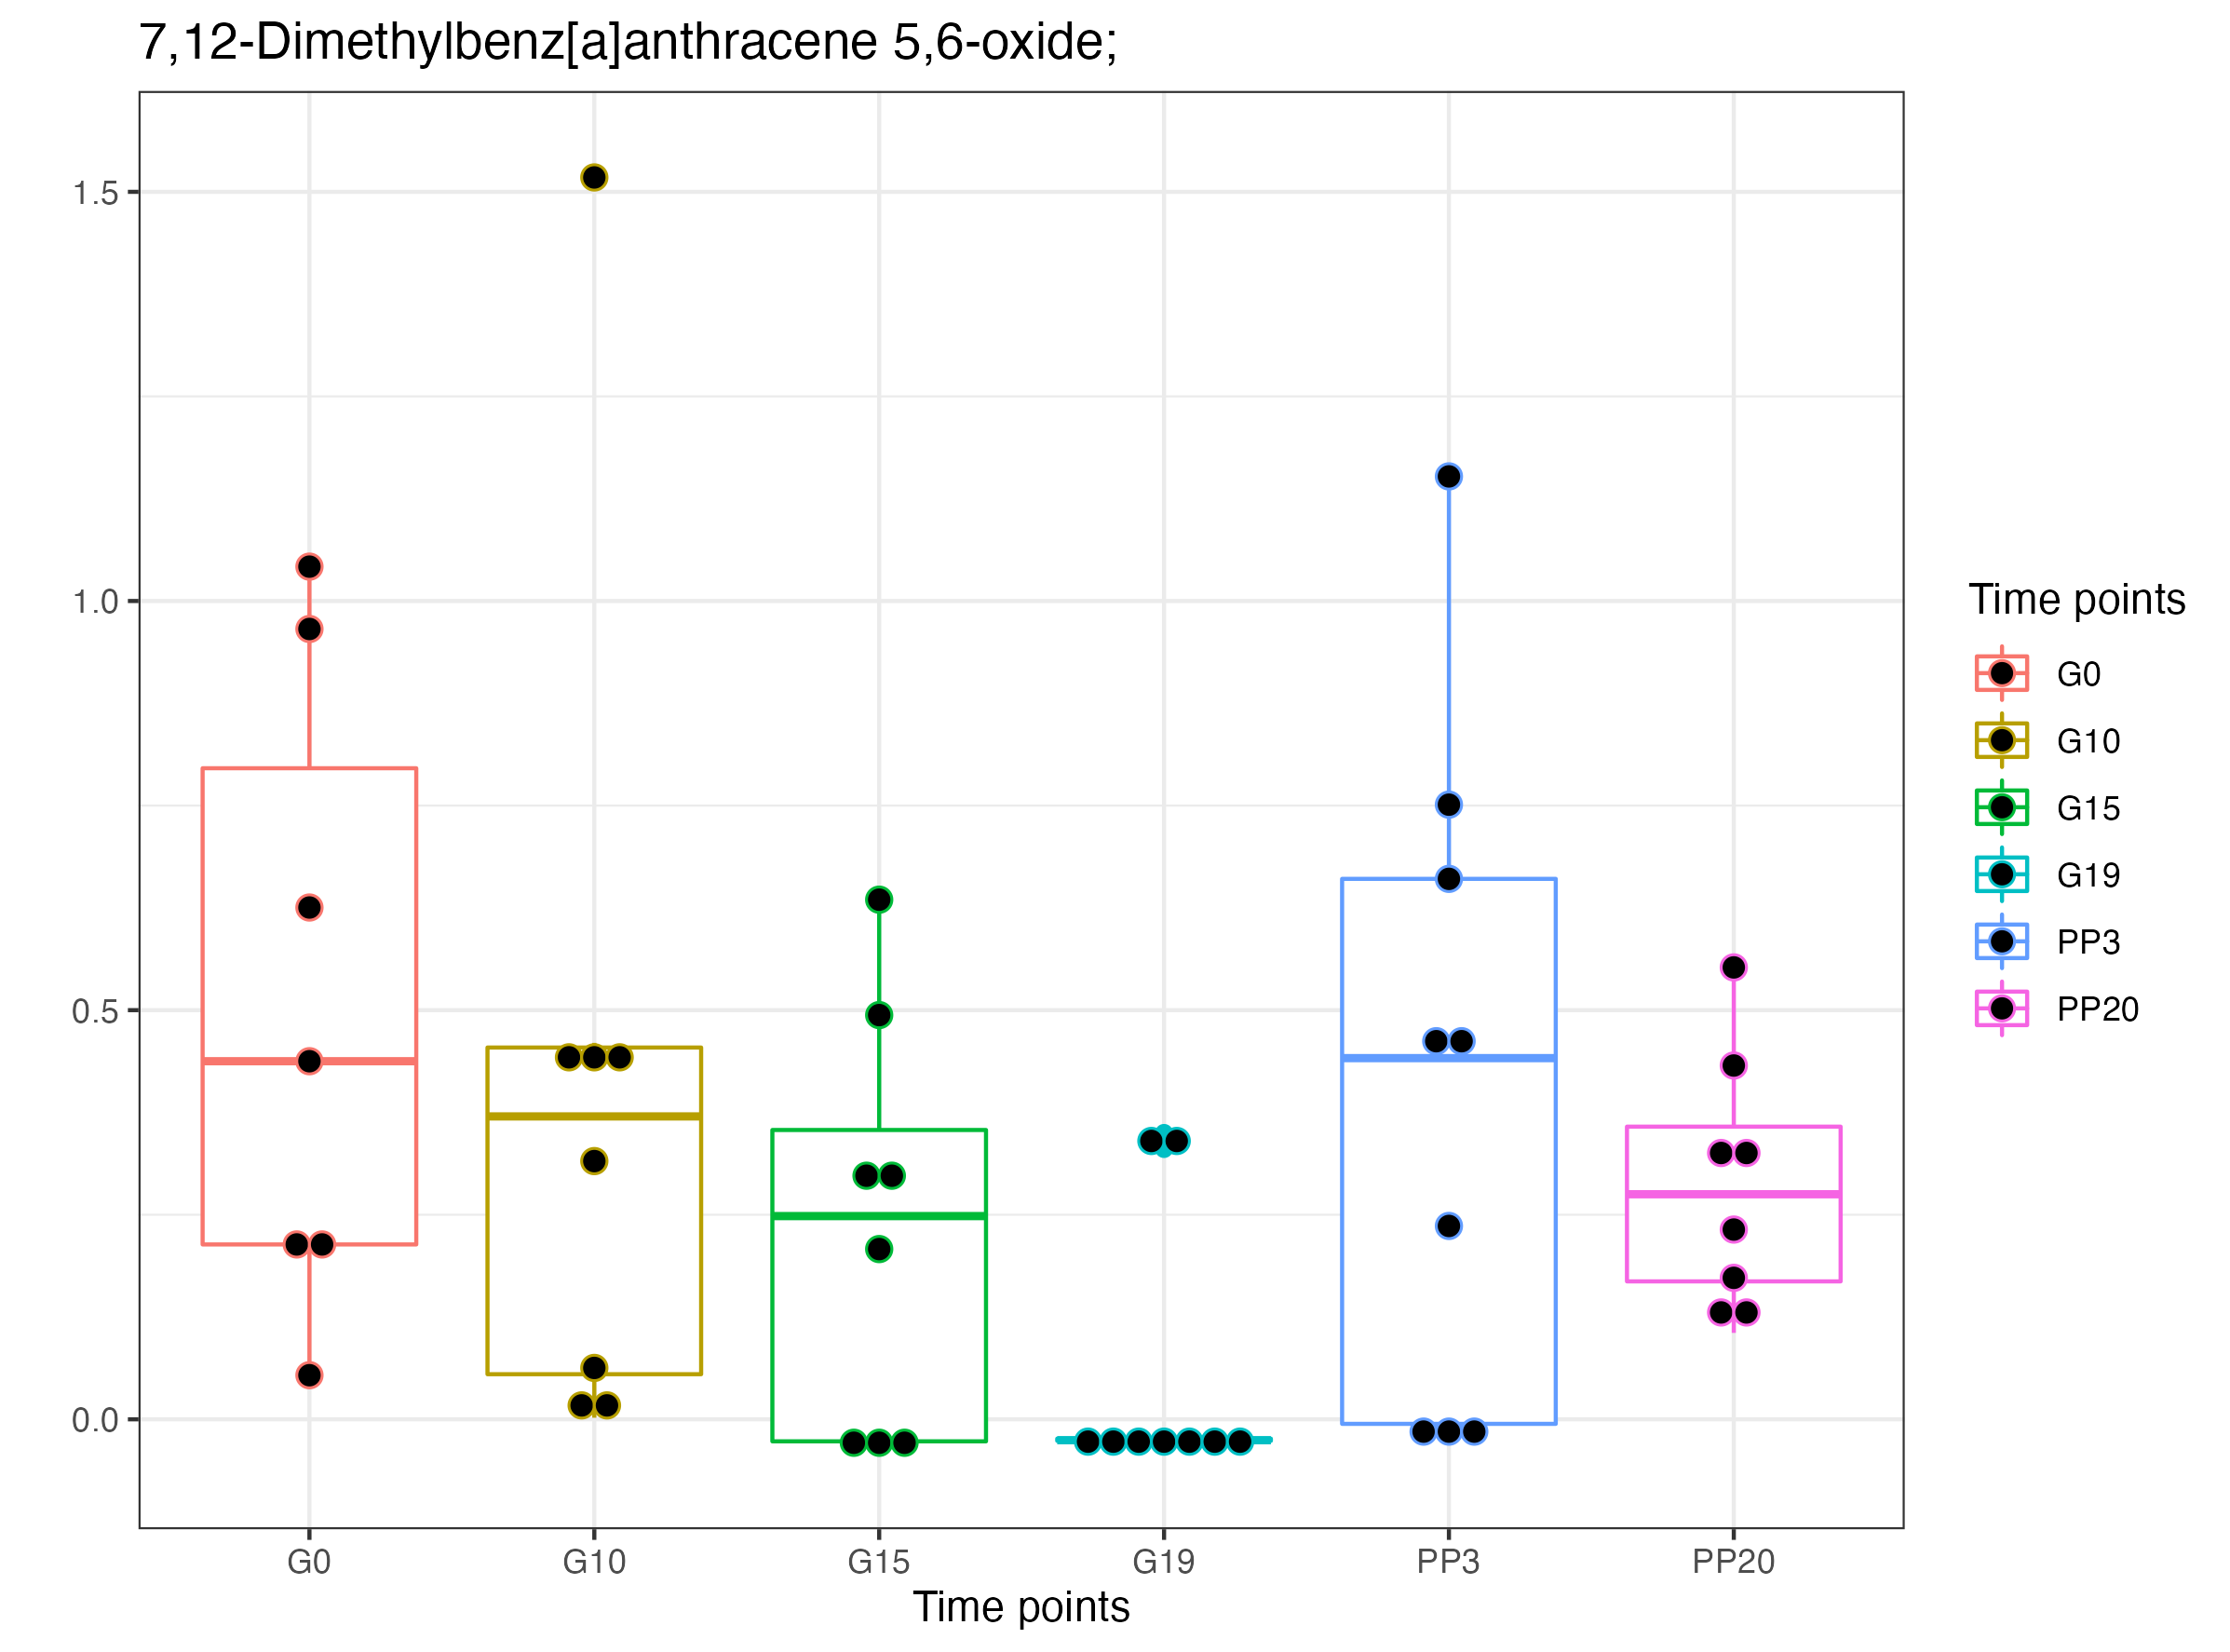 7,12-Dimethylbenz[a]anthracene 5,6-oxide;
1.5
1.0
0.5
0.0
G0 G10 G15 G19 PP3 PP20
Time points
Time points
G0
G10
G15
G19
PP3
PP20